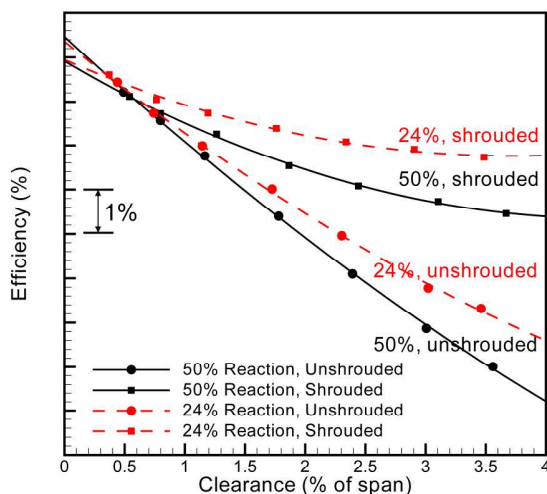 Efficiency (%)
1%
24%, shrouded
50%, shrouded
24%, unshrouded
50%, unshrouded
50% Reaction, Unshrouded
50% Reaction, Shrouded
24% Reaction, Unshrouded
24% Reaction, Shrouded
0 0.5 1 1.5 2 2.5 3 3.5 4
Clearance (% of span)